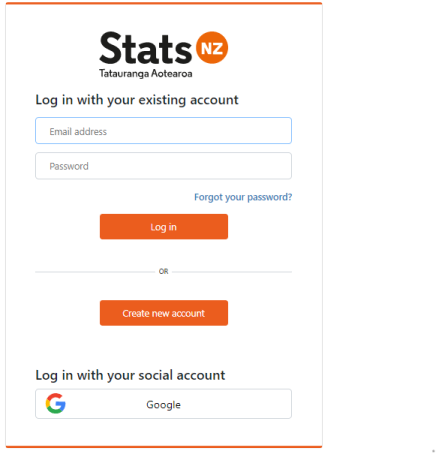 Stats NZ
Tatauranga Aotearoa
Log in with your existing account
Email address
Password
Forgot your password?
Log in
OR
Create new account
Log in with your social account
Google